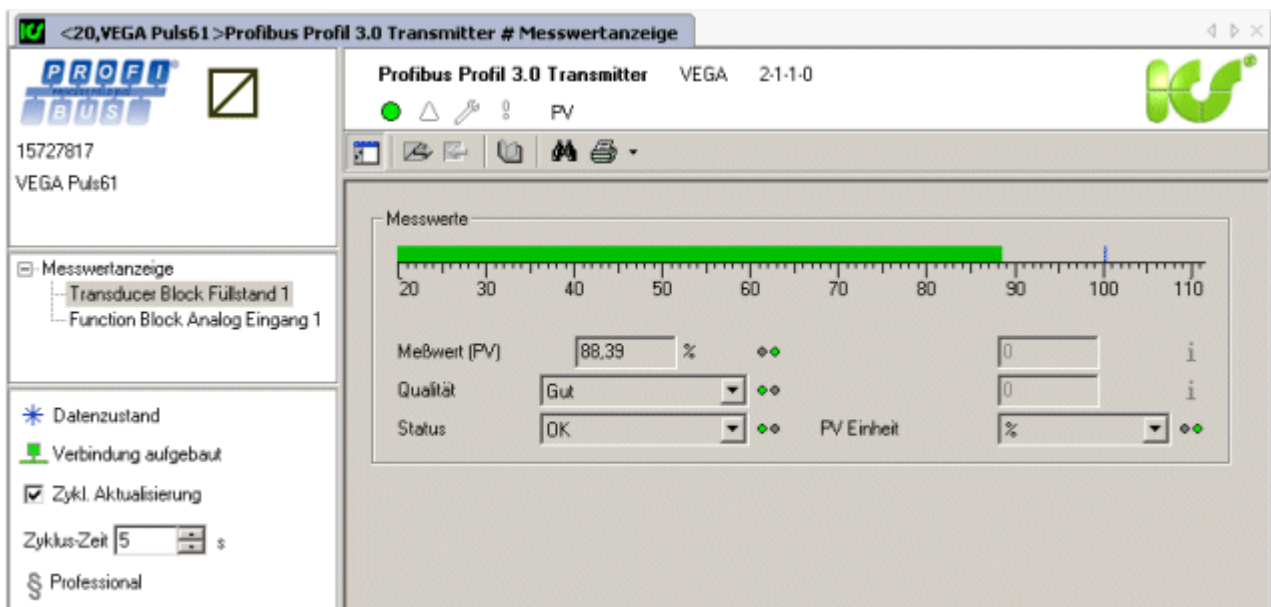 <20,VEGA Puls61>Profibus Profil 3.0 Transmitter # Messwertanzeige
PROFI
BUS
15727817
VEGA Puls61
Profibus Profil 3.0 Transmitter VEGA 2-1-1-0
PV
Messwertanzeige
Transducer Block Füllstand 1
Function Block Analog Eingang 1
Datenzustand
Verbindung aufgebaut
Zykl. Aktualisierung
Zyklus-Zeit 5 s
§ Professional
Messwerte
20 30 40 50 60 70 80 90 100 110
Meßwert (PV) 88,39 % 0 i
Qualität Gut 0 i
Status OK PV Einheit %